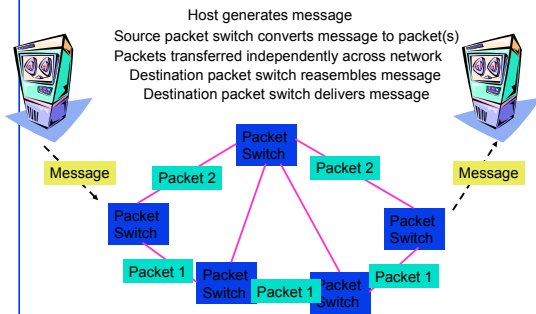 Host generates message
Source packet switch converts message to packet(s)
Packets transferred independently across network
Destination packet switch reasembles message
Destination packet switch delivers message
Packet
Switch
Message
Packet 2
Packet 2
Message
Packet
Switch
Packet
Switch
Packet 1
Packet
Switch
Packet 1
Packet
Switch
Packet 1